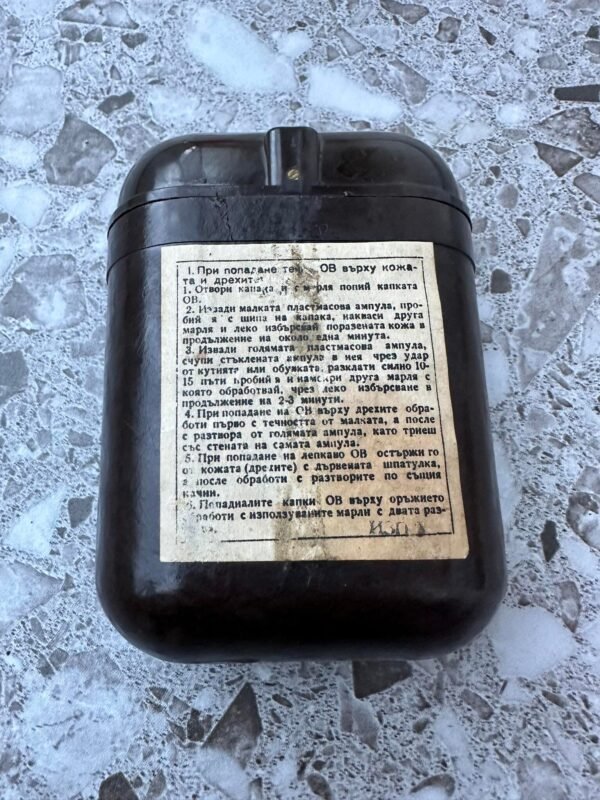 1. При попадане ОВ върху кожа-
та и дрехите
1. Отвори капака и с марля попий капката
ОВ.
2. Извади малката пластмасова ампула, про-
бий я с шипа на капака, накваси друга
марля и леко избърсвай поразената кожа в
продължение на около една минута.
3. Извади голямата пластмасова ампула,
счупи стъклената ампула в нея чрез удар
от кутията или обувката, разклати силно 10-
15 пъти пробий я и намокри друга марля с
която обработвай, чрез леко избърсване в
продължение на 2-3 минути.
4. При попадане на ОВ върху дрехите обра-
боти първо с течността от малката, а после
с разтвора от голямата ампула, като триеш
със стената на самата ампула.
5. При попадане на лепкаво ОВ остържи го
от кожата (дрехите) с дървената шпатулка,
а после обработи с разтворите по същия
начин.
6. Попадналите капки ОВ върху оръжието
обработи с използуваните марли с двата раз-